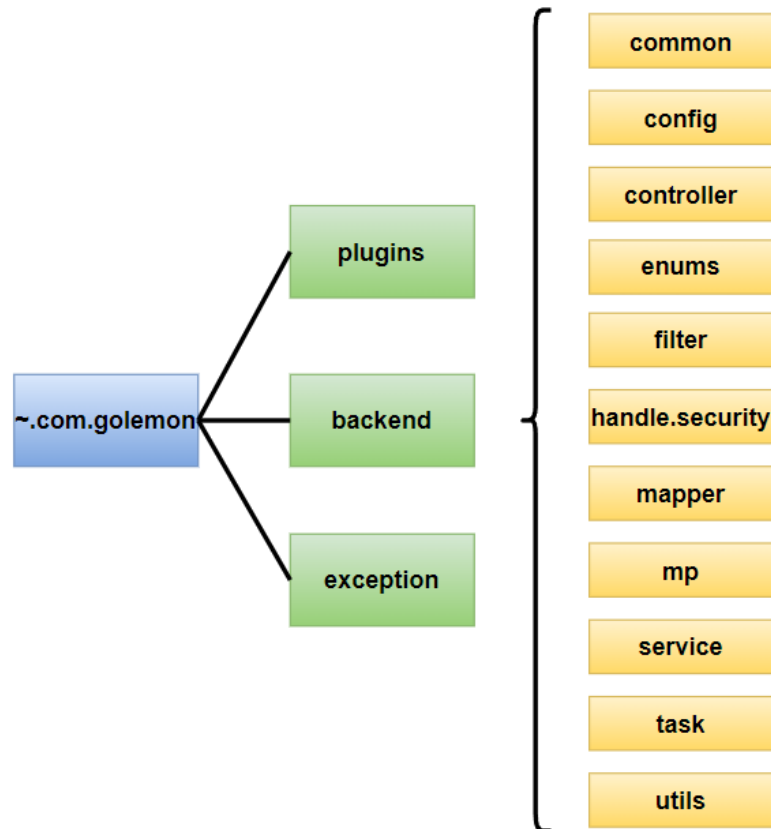 ~.com.golemon
plugins
backend
exception
common
config
controller
enums
filter
handle.security
mapper
mp
service
task
utils